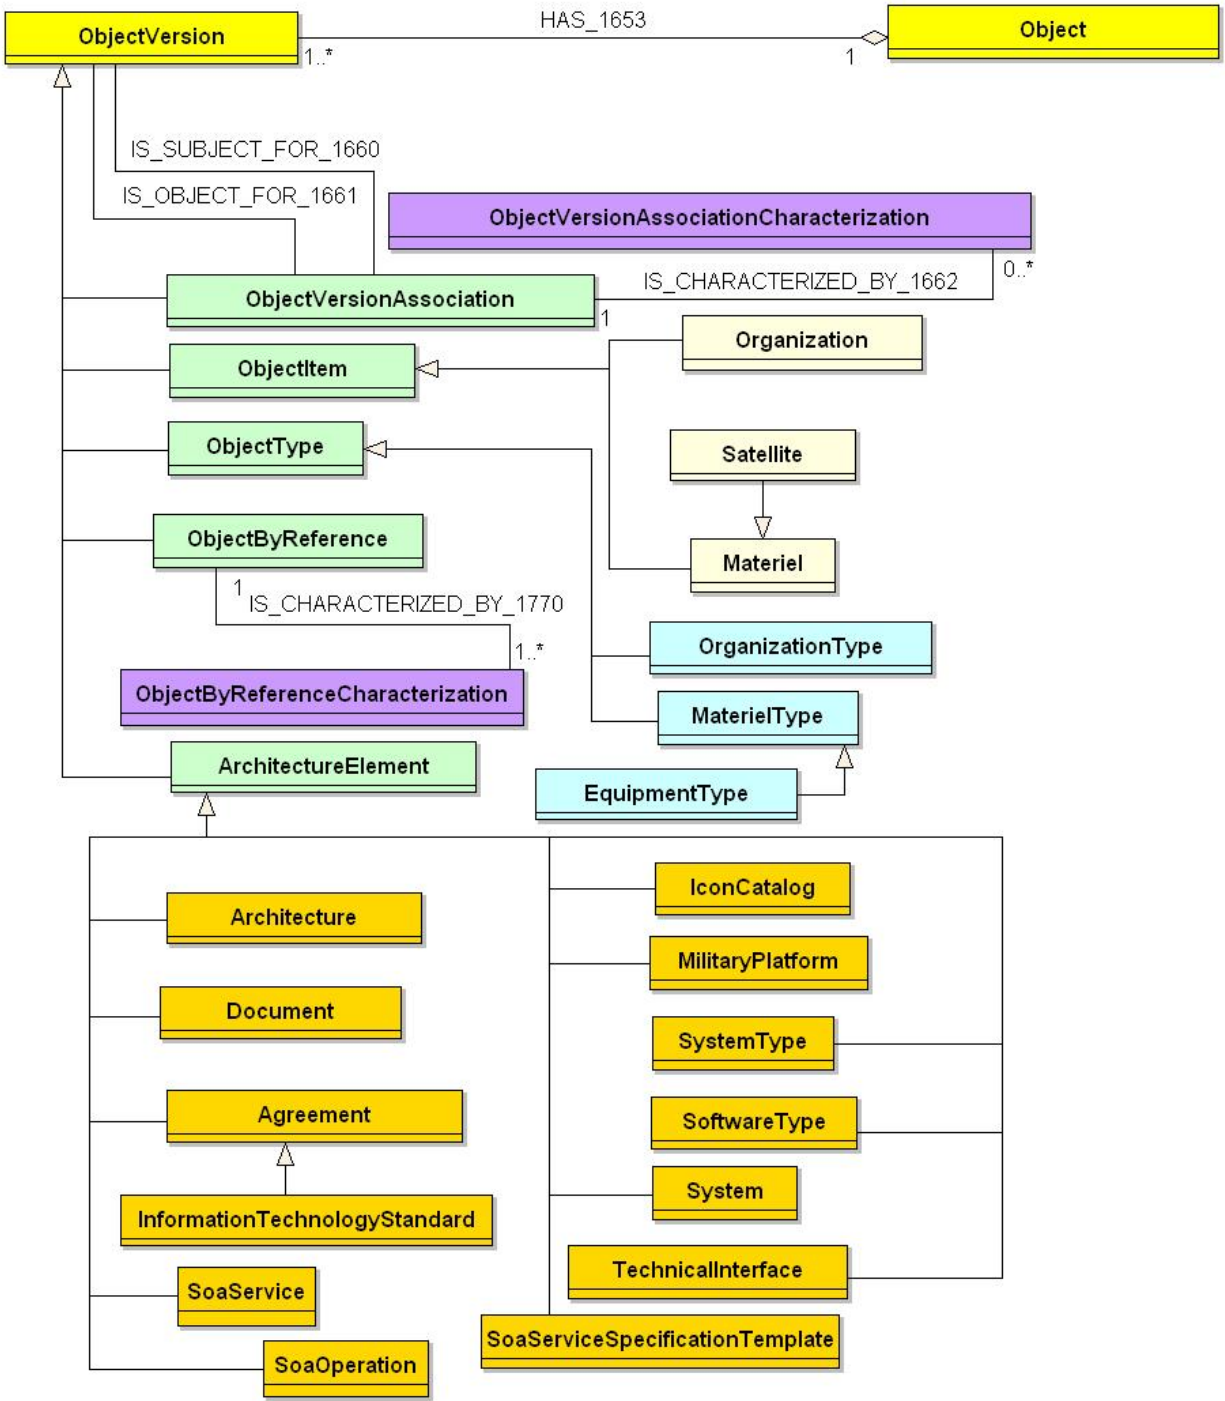 ObjectVersion
HAS_1653
Object
1..*
1
IS_SUBJECT_FOR_1660
IS_OBJECT_FOR_1661
ObjectVersionAssociationCharacterization
0..*
IS_CHARACTERIZED_BY_1662
ObjectVersionAssociation
1
Organization
ObjectItem
ObjectType
Satellite
ObjectByReference
Materiel
1
IS_CHARACTERIZED_BY_1770
1..*
OrganizationType
ObjectByReferenceCharacterization
MaterielType
ArchitectureElement
EquipmentType
IconCatalog
Architecture
MilitaryPlatform
Document
SystemType
Agreement
SoftwareType
System
InformationTechnologyStandard
TechnicalInterface
SoaService
SoaServiceSpecificationTemplate
SoaOperation